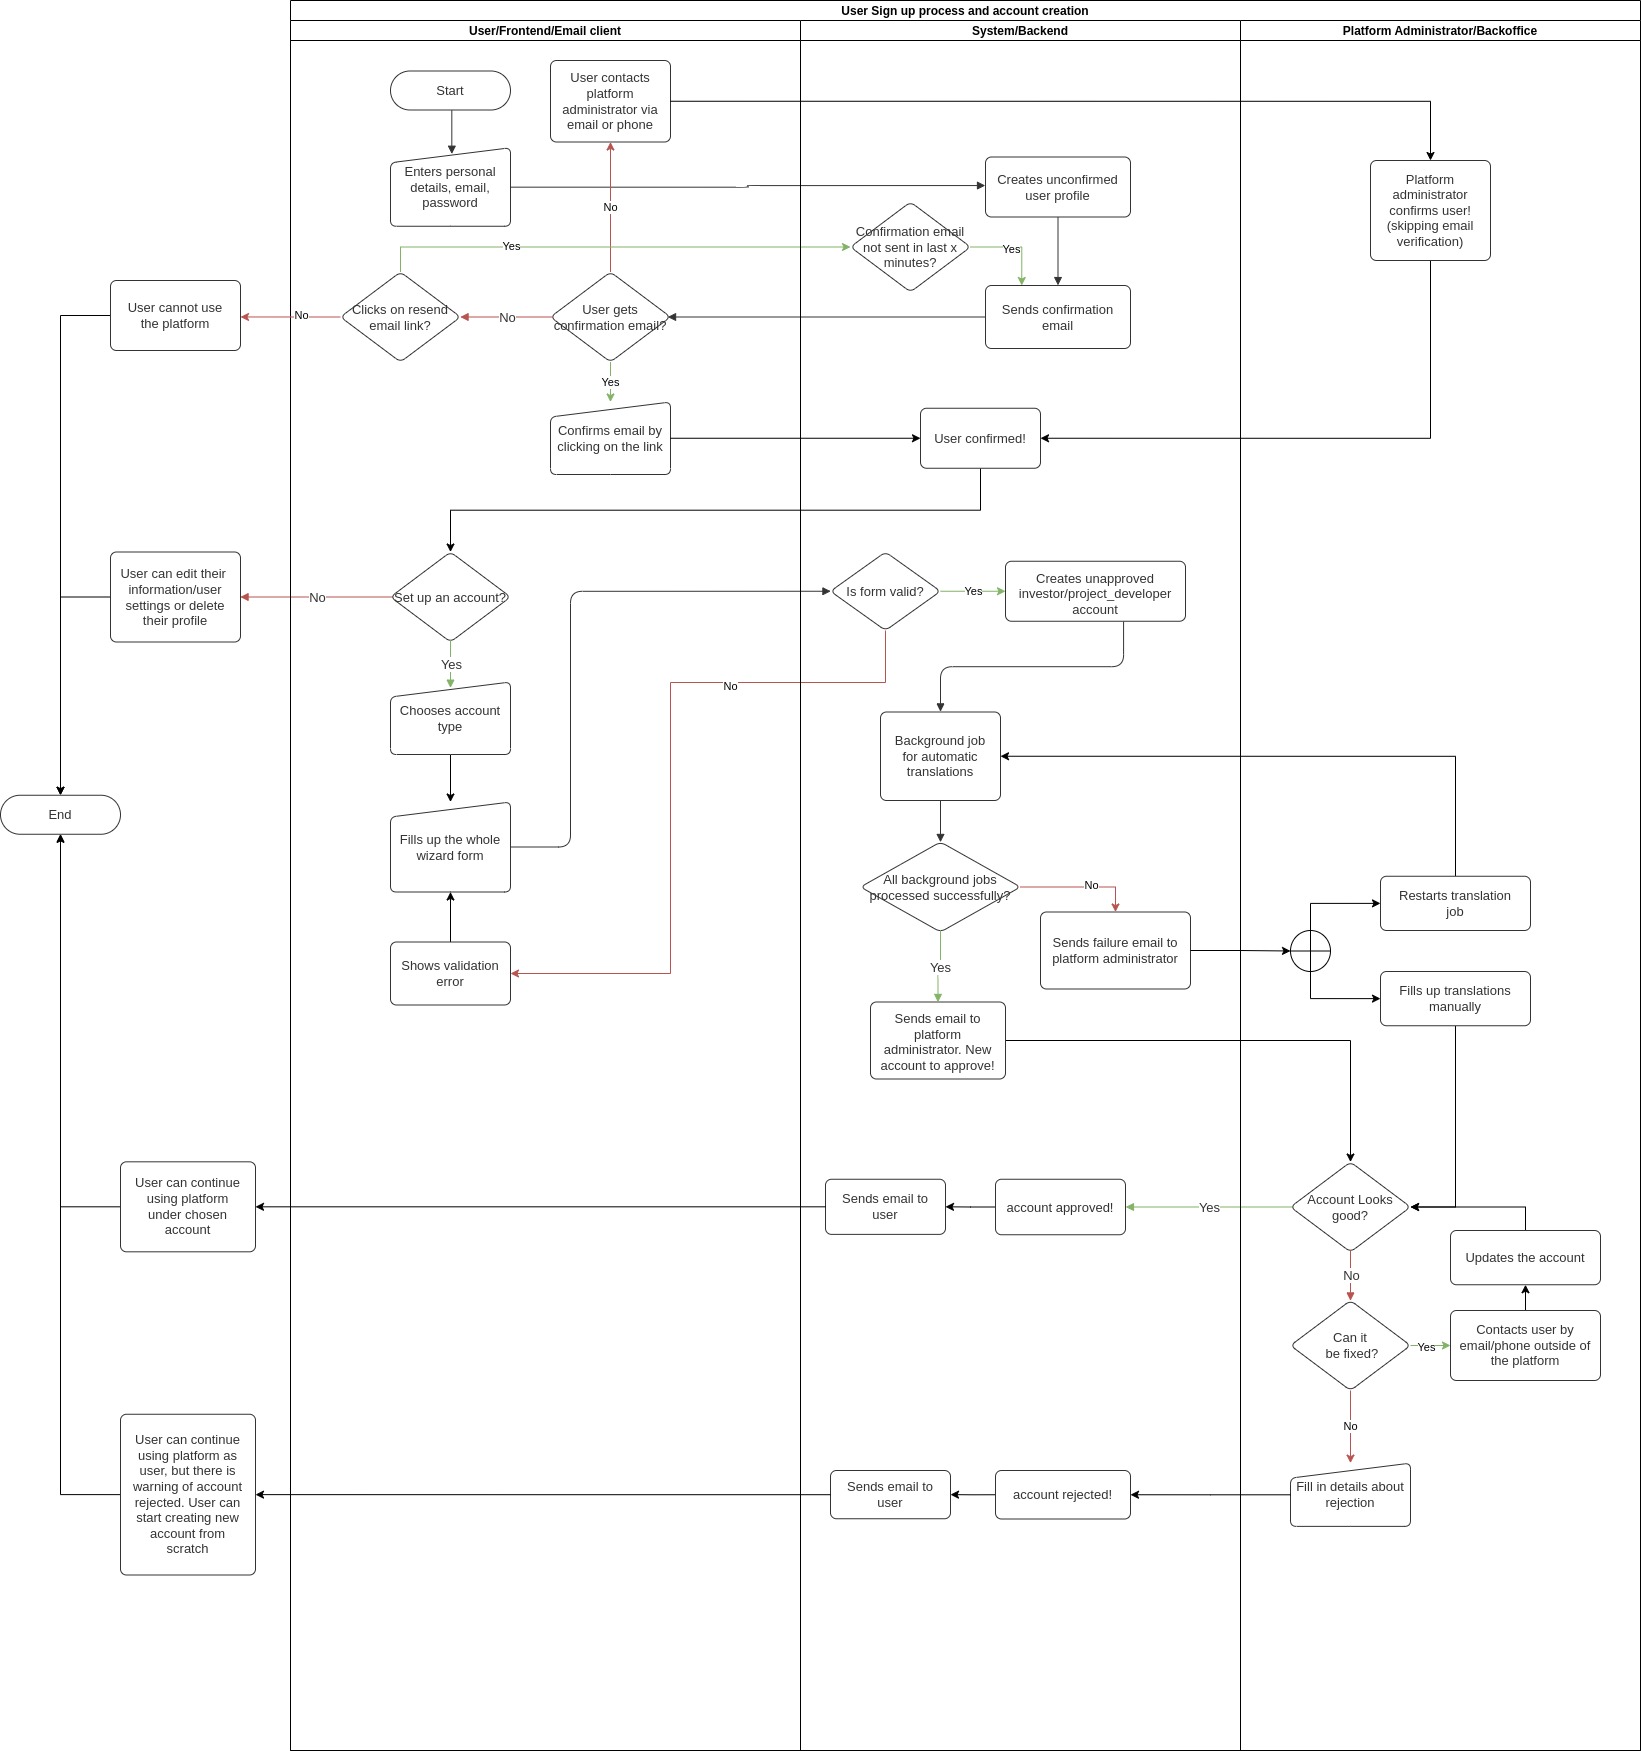 User Sign up process and account creation
User/Frontend/Email client
System/Backend
Platform Administrator/Backoffice
Start
User contacts
platform
administrator via
email or phone
Enters personal
details, email,
password
Creates unconfirmed
user profile
Platform
administrator
confirms user!
(skipping email
verification)
No
Yes
Confirmation email
not sent in last x
minutes?
Yes
User cannot use
the platform
No
Clicks on resend
email link?
No
User gets
confirmation email?
Sends confirmation
email
Yes
Confirms email by
clicking on the link
User confirmed!
User can edit their
information/user
settings or delete
their profile
No
Set up an account?
Is form valid?
Yes
Creates unapproved
investor/project_developer
account
Yes
No
Chooses account
type
Background job
for automatic
translations
End
Fills up the whole
wizard form
All background jobs
processed successfully?
No
Restarts translation
job
Shows validation
error
Yes
Sends failure email to
platform administrator
Fills up translations
manually
Sends email to
platform
administrator. New
account to approve!
User can continue
using platform
under chosen
account
Sends email to
user
account approved!
Yes
Account Looks
good?
Updates the account
No
Can it
be fixed?
Yes
Contacts user by
email/phone outside of
the platform
No
User can continue
using platform as
user, but there is
warning of account
rejected. User can
start creating new
account from
scratch
Sends email to
user
account rejected!
Fill in details about
rejection